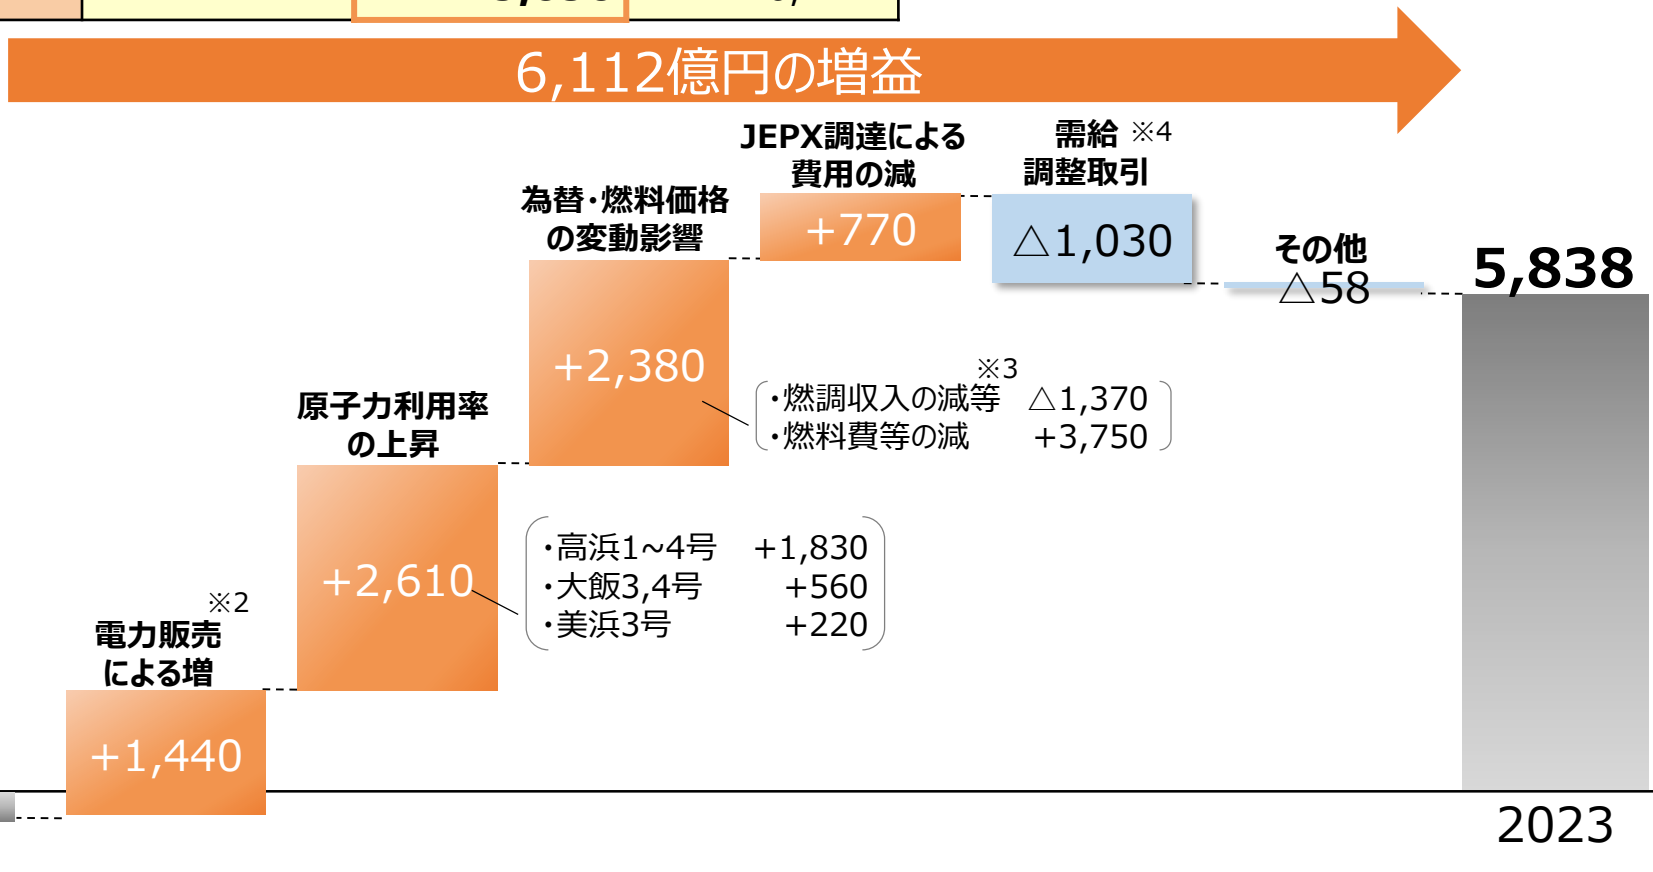 6,112億円の増益
JEPX調達による
費用の減
+770
需給 ※4
調整取引
△1,030
為替・燃料価格
の変動影響
+2,380
その他
△58
5,838
※3
・燃調収入の減等 △1,370
・燃料費等の減 +3,750
原子力利用率
の上昇
+2,610
・高浜1~4号 +1,830
・大飯3,4号 +560
・美浜3号 +220
※2
電力販売
による増
+1,440
2023